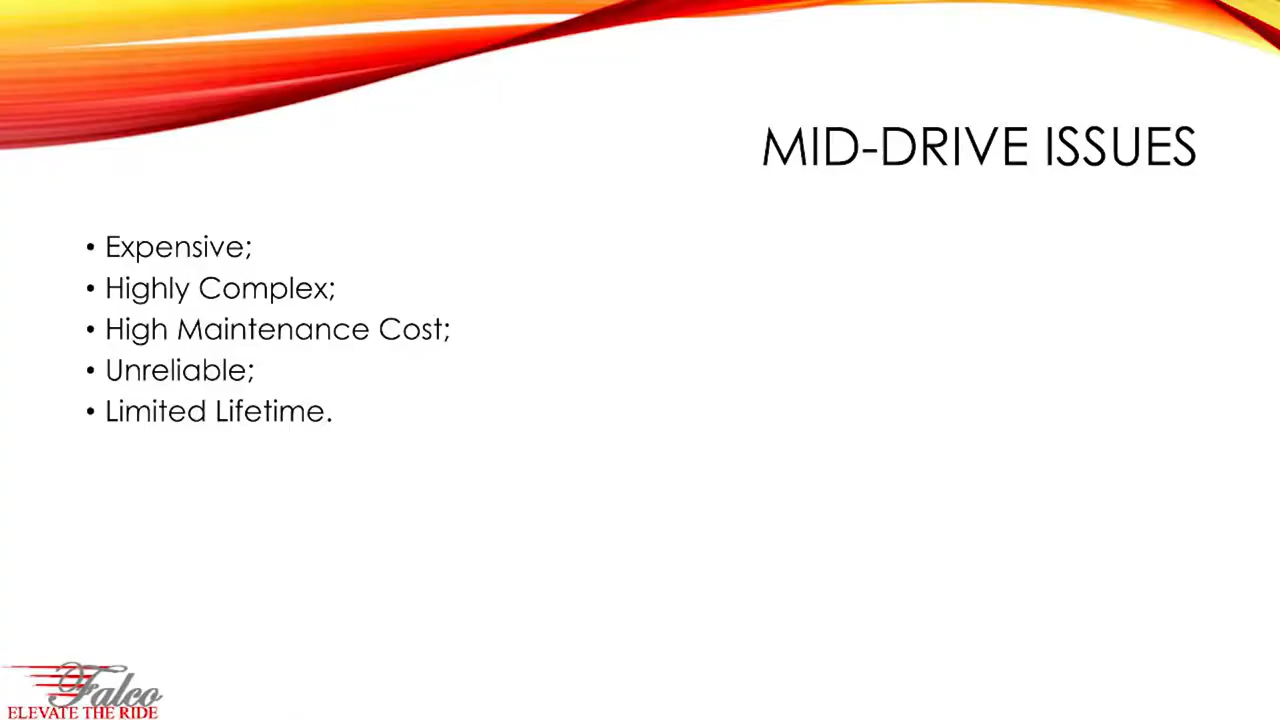 MID-DRIVE ISSUES
• Expensive;
• Highly Complex;
• High Maintenance Cost;
• Unreliable;
• Limited Lifetime.
Falco
ELEVATE THE RIDE